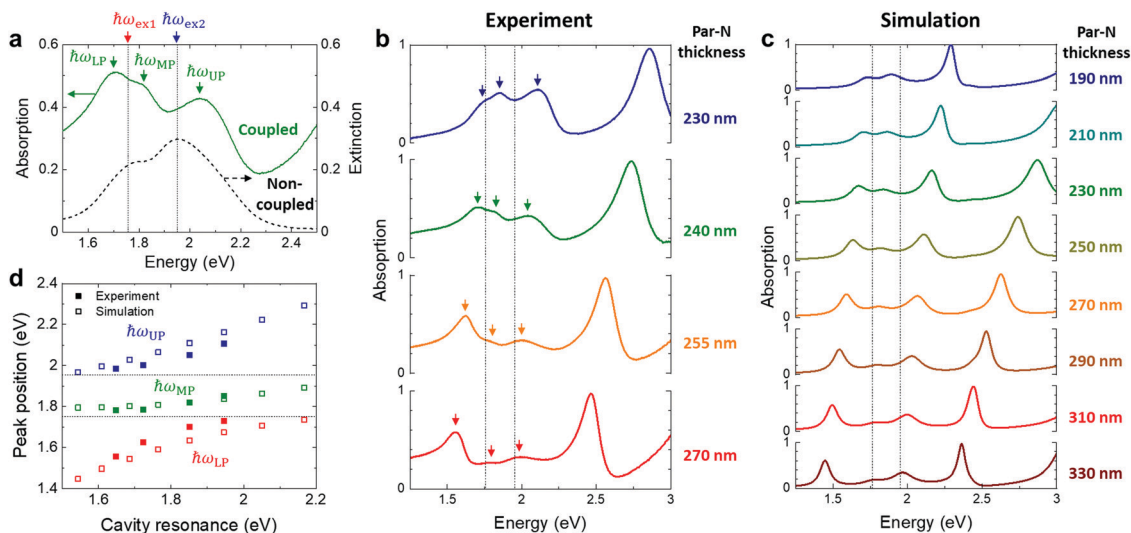 Experiment
Simulation
a
ℏω_ex1
ℏω_ex2
ℏω_LP
ℏω_MP
ℏω_UP
Coupled
Non-
coupled
Absorption
0.6
0.4
0.2
0
Extinction
0.8
0.6
0.4
0.2
0
1.6
1.8
2
2.2
2.4
Energy (eV)
b
Par-N
thickness
1
0
230 nm
1
0
240 nm
1
0
255 nm
1
0
270 nm
Absoprtion
Absoprtion
1.5
2
2.5
3
Energy (eV)
c
Par-N
thickness
1
0
190 nm
1
0
210 nm
1
0
230 nm
1
0
250 nm
1
0
270 nm
1
0
290 nm
1
0
310 nm
1
0
330 nm
Absorption
1.5
2
2.5
3
Energy (eV)
d
Experiment
Simulation
ℏω_UP
ℏω_MP
ℏω_LP
Peak position (eV)
2.4
2.2
2
1.8
1.6
1.4
1.6
1.8
2
2.2
Cavity resonance (eV)